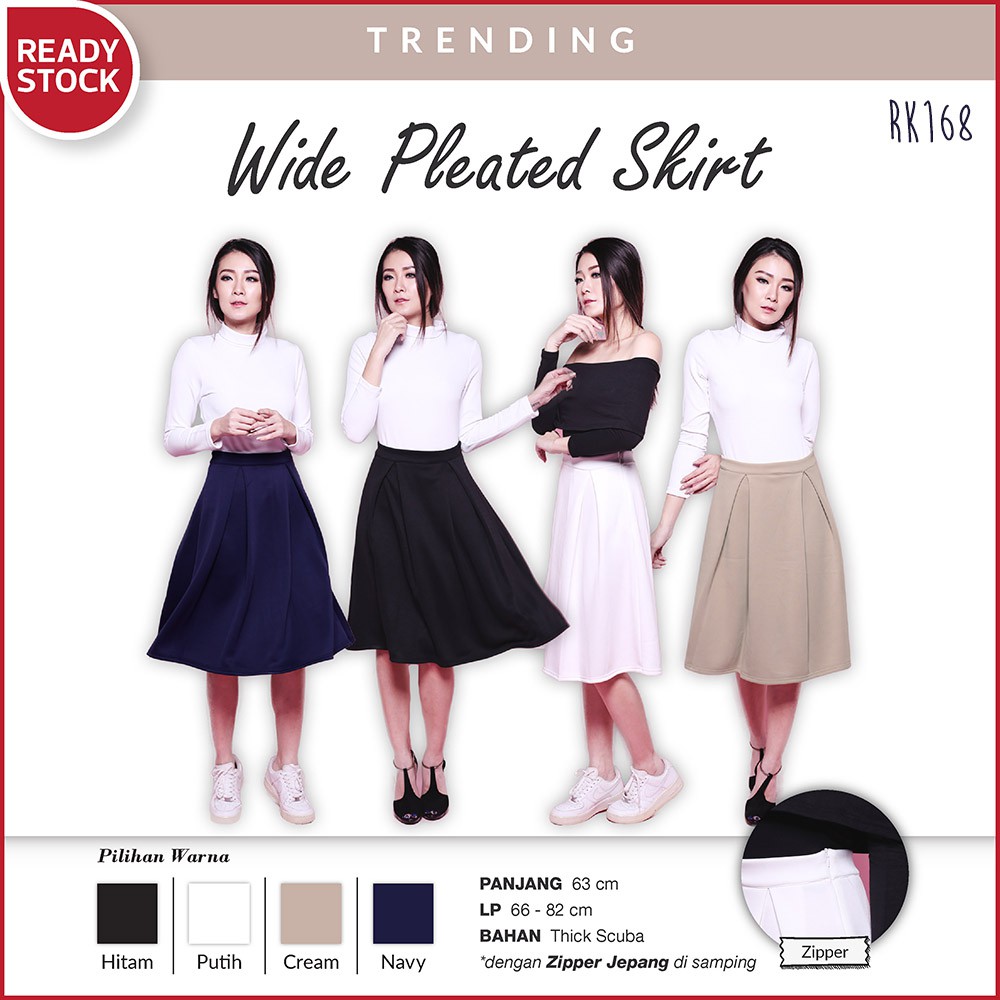 READY
STOCK
TRENDING
RK168
Wide Pleated Skirt
Pilihan Warna
Hitam
Putih
Cream
Navy
PANJANG 63 cm
LP 66 - 82 cm
BAHAN Thick Scuba
*dengan Zipper Jepang di samping
Zipper